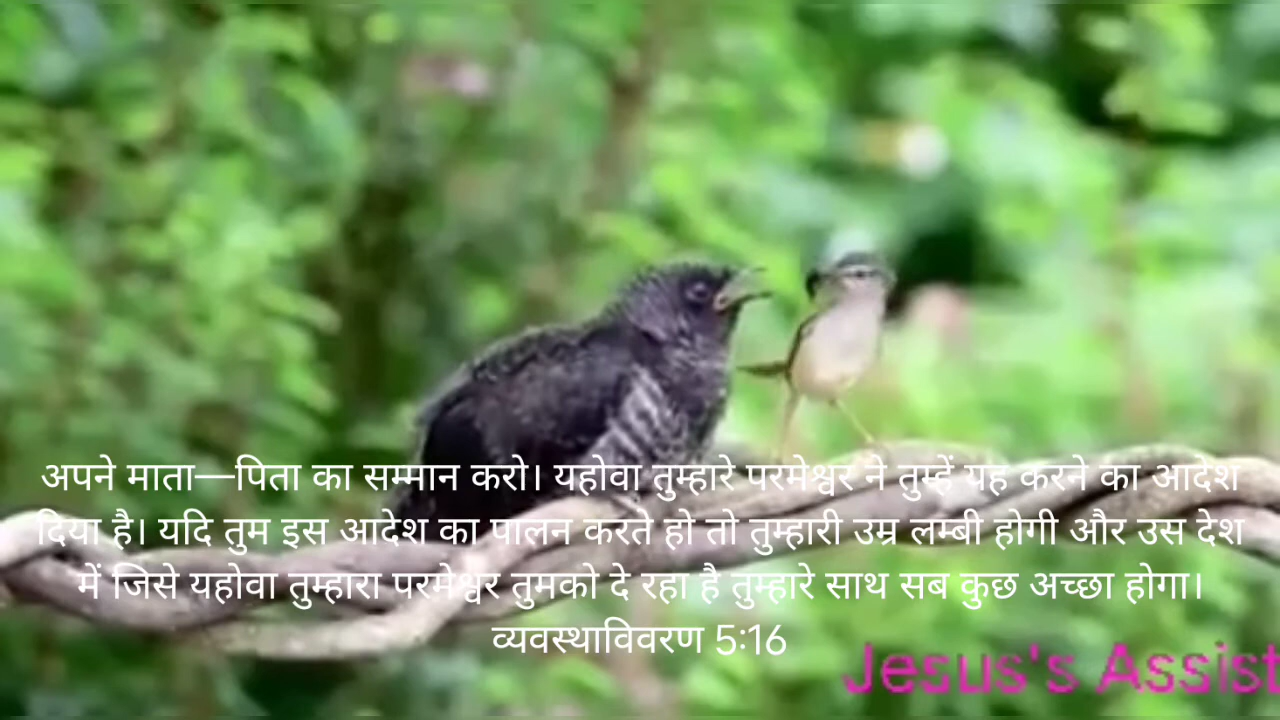 अपने माता—पिता का सम्मान करो। यहोवा तुम्हारे परमेश्वर ने तुम्हें यह करने का आदेश
दिया है। यदि तुम इस आदेश का पालन करते हो तो तुम्हारी उम्र लम्बी होगी और उस देश
में जिसे यहोवा तुम्हारा परमेश्वर तुमको दे रहा है तुम्हारे साथ सब कुछ अच्छा होगा।
व्यवस्थाविवरण 5:16
Jesus's Assist